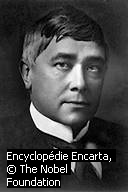 Encyclopédie Encarta,
© The Nobel
Foundation